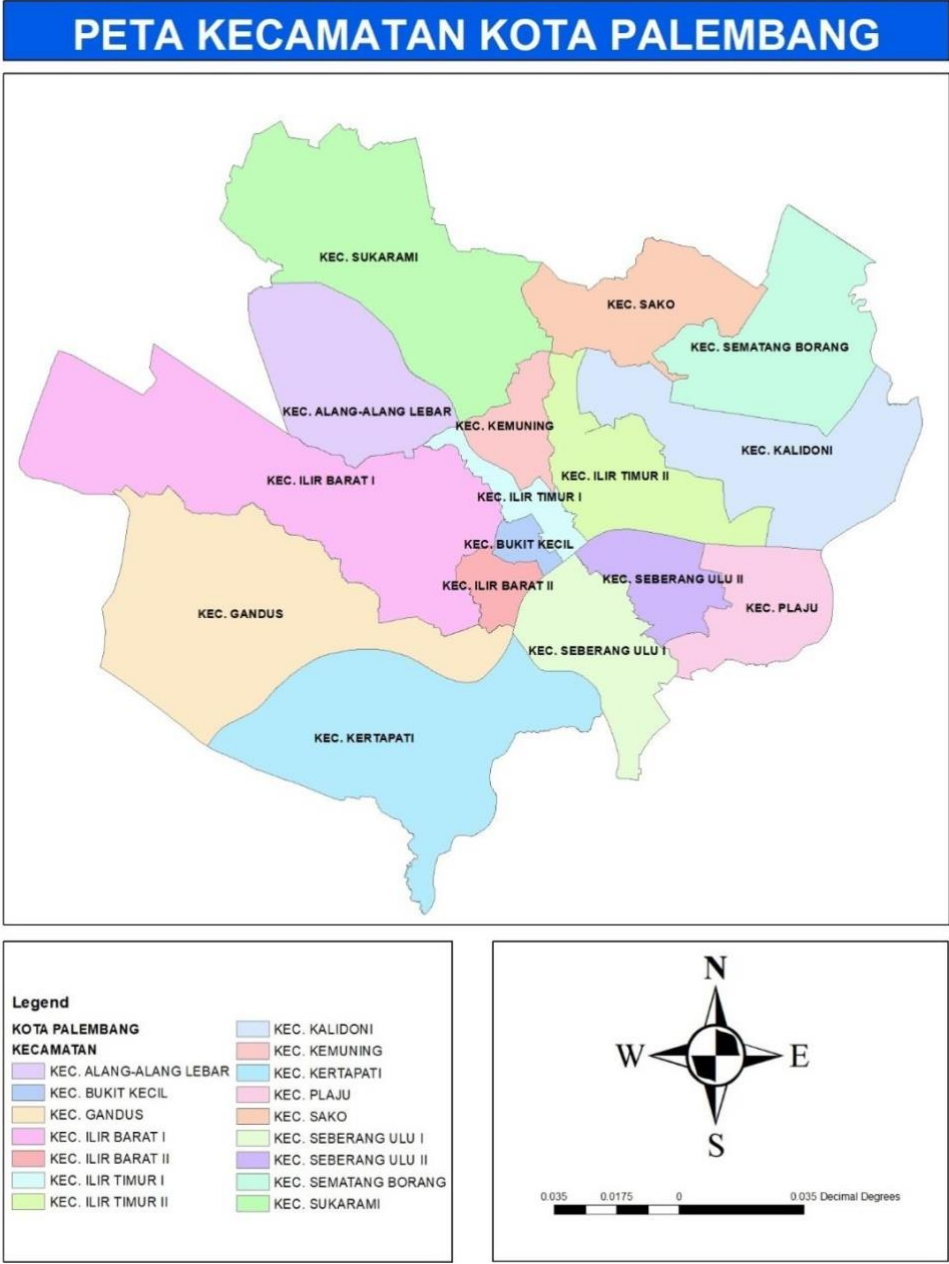 PETA KECAMATAN KOTA PALEMBANG
KEC. SUKARAMI
KEC. SAKO
KEC. SEMATANG BORANG
KEC. ALANG-ALANG LEBAR
KEC. KEMUNING
KEC. KALIDONI
KEC. ILIR BARAT I
KEC. ILIR TIMUR II
KEC. ILIR TIMUR I
KEC. BUKIT KECIL
KEC. ILIR BARAT II
KEC. SEBERANG ULU II
KEC. PLAJU
KEC. GANDUS
KEC. SEBERANG ULU I
KEC. KERTAPATI
Legend
KOTA PALEMBANG
KECAMATAN
KEC. ALANG-ALANG LEBAR
KEC. BUKIT KECIL
KEC. GANDUS
KEC. ILIR BARAT I
KEC. ILIR BARAT II
KEC. ILIR TIMUR I
KEC. ILIR TIMUR II
KEC. KALIDONI
KEC. KEMUNING
KEC. KERTAPATI
KEC. PLAJU
KEC. SAKO
KEC. SEBERANG ULU I
KEC. SEBERANG ULU II
KEC. SEMATANG BORANG
KEC. SUKARAMI
N
W E
S
0.035 0.0175 0 0.035 Decimal Degrees